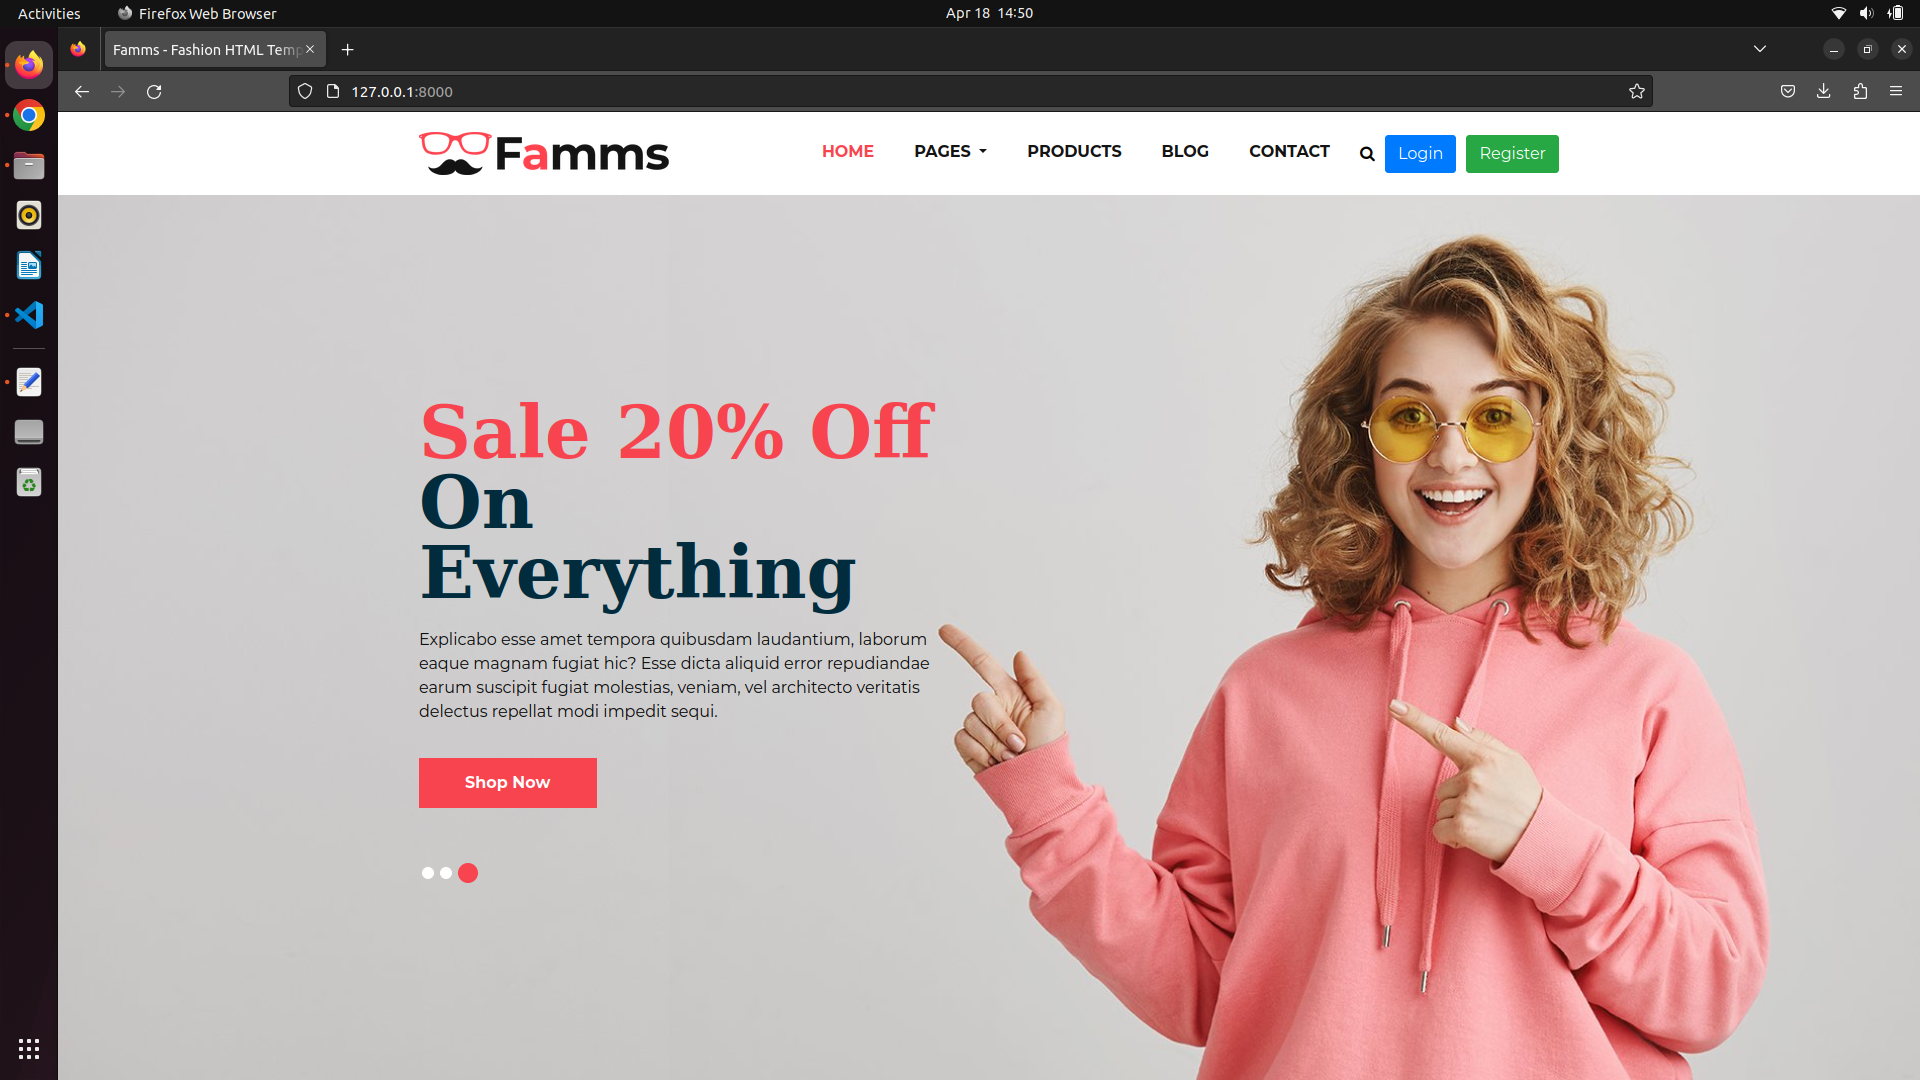 Activities
Firefox Web Browser
Apr 18 14:50
Famms - Fashion HTML Temp
127.0.0.1:8000
Famms
HOME
PAGES
PRODUCTS
BLOG
CONTACT
Login
Register
Sale 20% Off
On
Everything
Explicabo esse amet tempora quibusdam laudantium, laborum
eaque magnam fugiat hic? Esse dicta aliquid error repudiandae
earum suscipit fugiat molestias, veniam, vel architecto veritatis
delectus repellat modi impedit sequi.
Shop Now